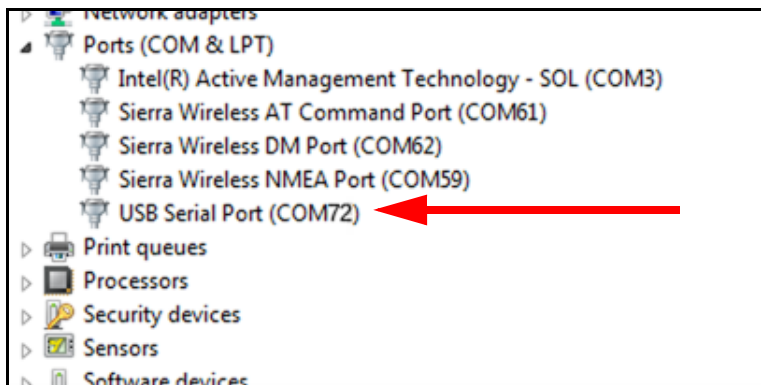 Network adapters
Ports (COM & LPT)
Intel(R) Active Management Technology - SOL (COM3)
Sierra Wireless AT Command Port (COM61)
Sierra Wireless DM Port (COM62)
Sierra Wireless NMEA Port (COM59)
USB Serial Port (COM72)
Print queues
Processors
Security devices
Sensors
Software devices